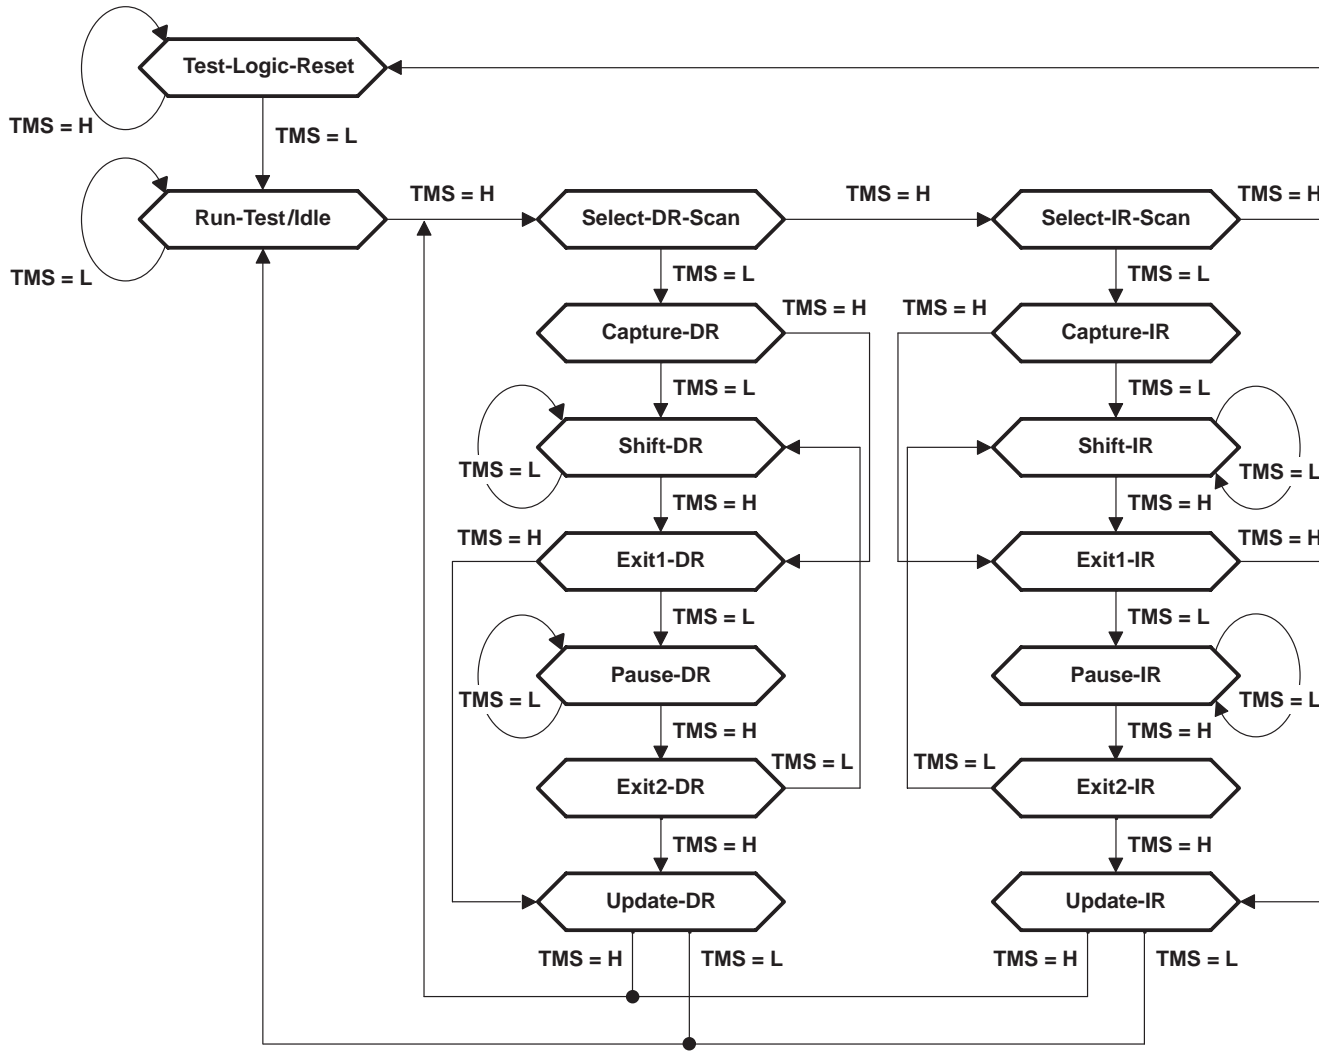 Test-Logic-Reset
TMS = H
TMS = L
Run-Test/Idle
TMS = L
TMS = H
Select-DR-Scan
TMS = H
Select-IR-Scan
TMS = H
TMS = L
TMS = L
Capture-DR
TMS = H
TMS = H
Capture-IR
TMS = L
TMS = L
Shift-DR
TMS = L
Shift-IR
TMS = L
TMS = H
TMS = H
TMS = H
Exit1-DR
Exit1-IR
TMS = H
TMS = L
TMS = L
Pause-DR
TMS = L
Pause-IR
TMS = L
TMS = H
TMS = H
Exit2-DR
TMS = L
TMS = L
Exit2-IR
TMS = H
TMS = H
Update-DR
Update-IR
TMS = H
TMS = L
TMS = H
TMS = L